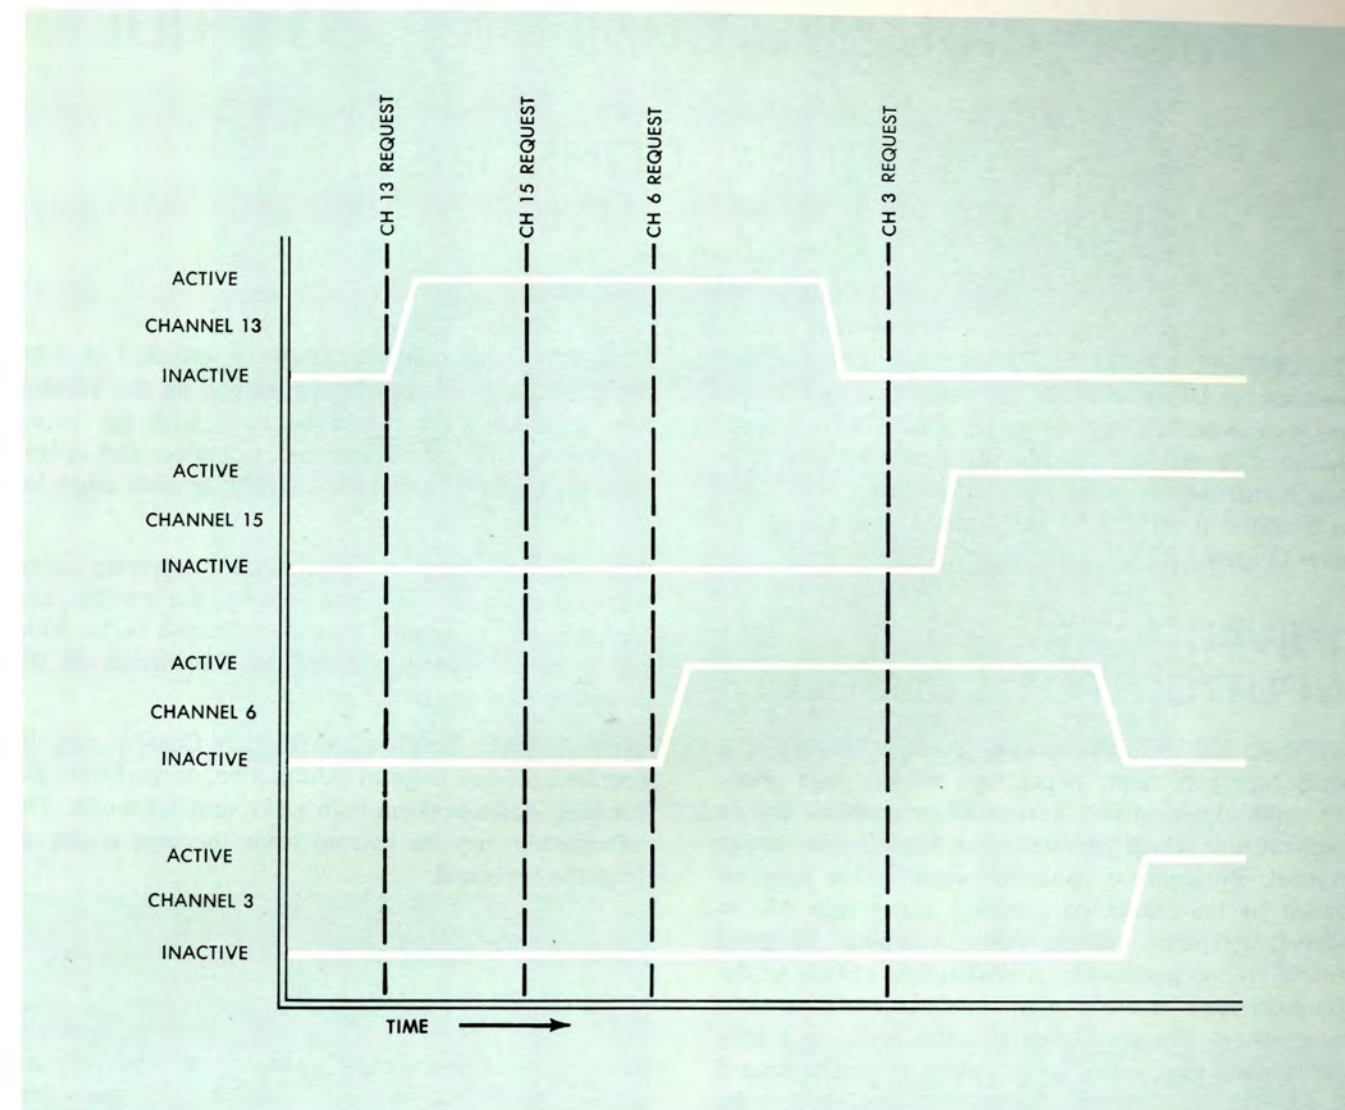 CH 13 REQUEST
CH 15 REQUEST
CH 6 REQUEST
CH 3 REQUEST
ACTIVE
CHANNEL 13
INACTIVE
ACTIVE
CHANNEL 15
INACTIVE
ACTIVE
CHANNEL 6
INACTIVE
ACTIVE
CHANNEL 3
INACTIVE
TIME